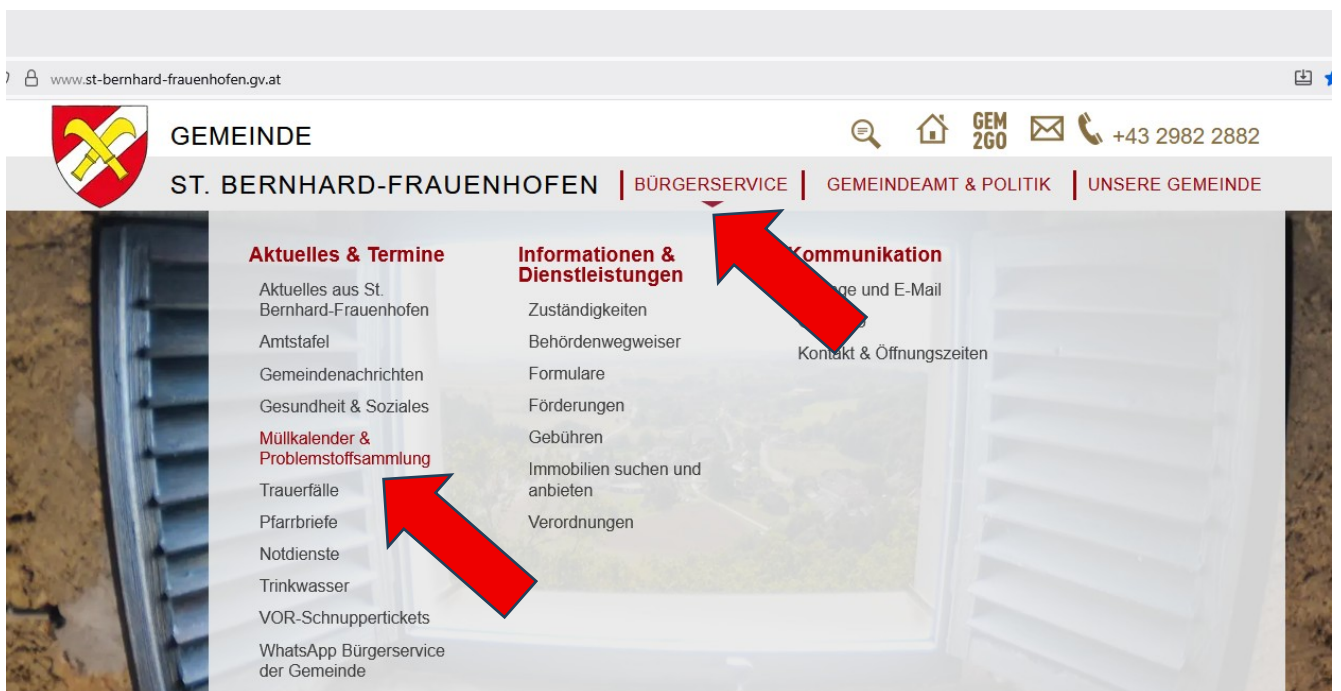 www.st-bernhard-frauenhofen.gv.at
GEMEINDE
GEM
2GO
+43 2982 2882
ST. BERNHARD-FRAUENHOFEN
BÜRGERSERVICE
GEMEINDEAMT & POLITIK
UNSERE GEMEINDE
Aktuelles & Termine
Aktuelles aus St.
Bernhard-Frauenhofen
Amtstafel
Gemeindenachrichten
Gesundheit & Soziales
Müllkalender &
Problemstoffsammlung
Trauerfälle
Pfarrbriefe
Notdienste
Trinkwasser
VOR-Schnuppertickets
WhatsApp Bürgerservice
der Gemeinde
Informationen &
Dienstleistungen
Zuständigkeiten
Behördenwegweiser
Formulare
Förderungen
Gebühren
Immobilien suchen und
anbieten
Verordnungen
Kommunikation
und E-Mail
Kontakt & Öffnungszeiten